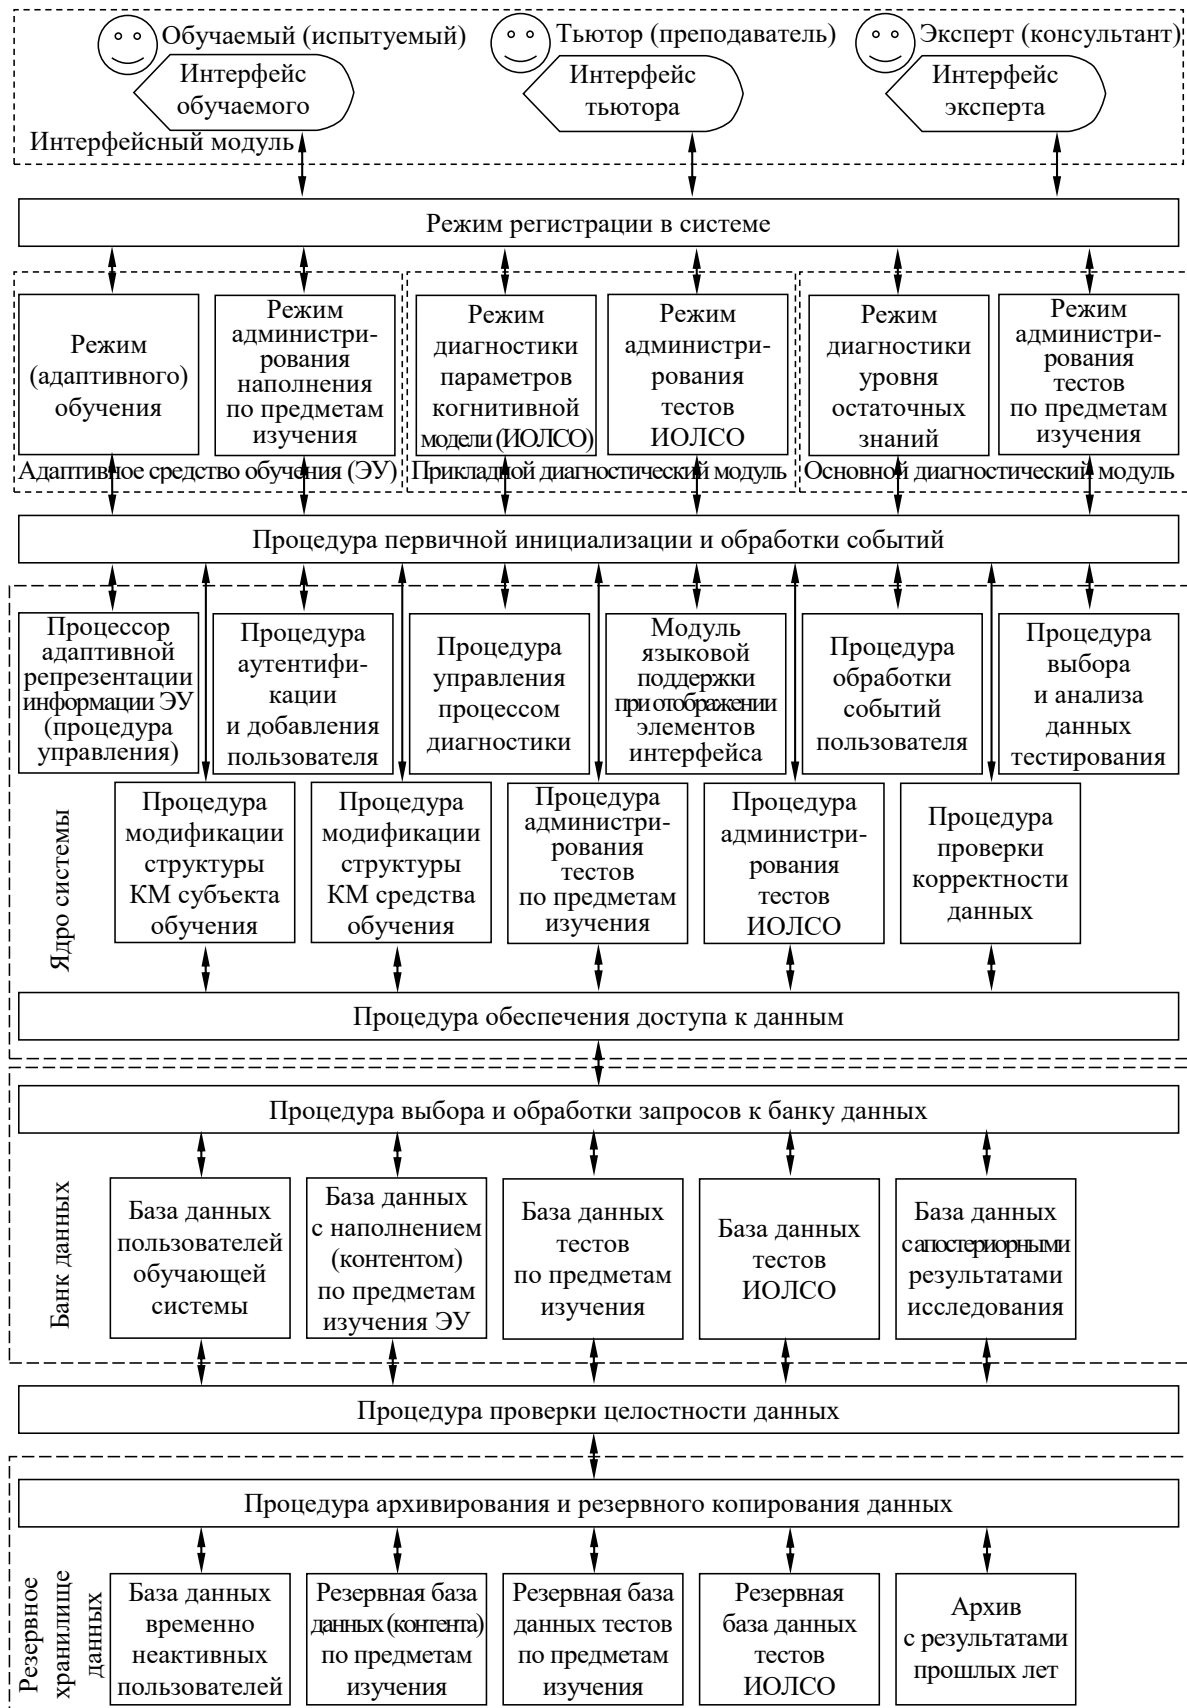 Обучаемый (испытуемый)
Тьютор (преподаватель)
Эксперт (консультант)
Интерфейс
обучаемого
Интерфейс
тьютора
Интерфейс
эксперта
Интерфейсный модуль
Режим регистрации в системе
Режим
(адаптивного)
обучения
Режим
администри-
рования
наполнения
по предметам
изучения
Режим
диагностики
параметров
когнитивной
модели (ИОЛСО)
Режим
администри-
рования
тестов
ИОЛСО
Режим
диагностики
уровня
остаточных
знаний
Режим
администри-
рования
тестов
по предметам
изучения
Адаптивное средство обучения (ЭУ)
Прикладной диагностический модуль
Основной диагностический модуль
Процедура первичной инициализации и обработки событий
Процессор
адаптивной
репрезентации
информации ЭУ
(процедура
управления)
Процедура
аутентифи-
кации
и добавления
пользователя
Процедура
управления
процессом
диагностики
Модуль
языковой
поддержки
при отображении
элементов
интерфейса
Процедура
обработки
событий
пользователя
Процедура
выбора
и анализа
данных
тестирования
Ядро системы
Процедура
модификации
структуры
КМ субъекта
обучения
Процедура
модификации
структуры
КМ средства
обучения
Процедура
администри-
рования
тестов
по предметам
изучения
Процедура
администри-
рования
тестов
ИОЛСО
Процедура
проверки
корректности
данных
Процедура обеспечения доступа к данным
Процедура выбора и обработки запросов к банку данных
Банк данных
База данных
пользователей
обучающей
системы
База данных
с наполнением
(контентом)
по предметам
изучения ЭУ
База данных
тестов
по предметам
изучения
База данных
тестов
ИОЛСО
База данных
с апостериорными
результатами
исследования
Процедура проверки целостности данных
Процедура архивирования и резервного копирования данных
Резервное
хранилище
данных
База данных
временно
неактивных
пользователей
Резервная база
данных (контента)
по предметам
изучения
Резервная база
данных тестов
по предметам
изучения
Резервная
база данных
тестов
ИОЛСО
Архив
с результатами
прошлых лет